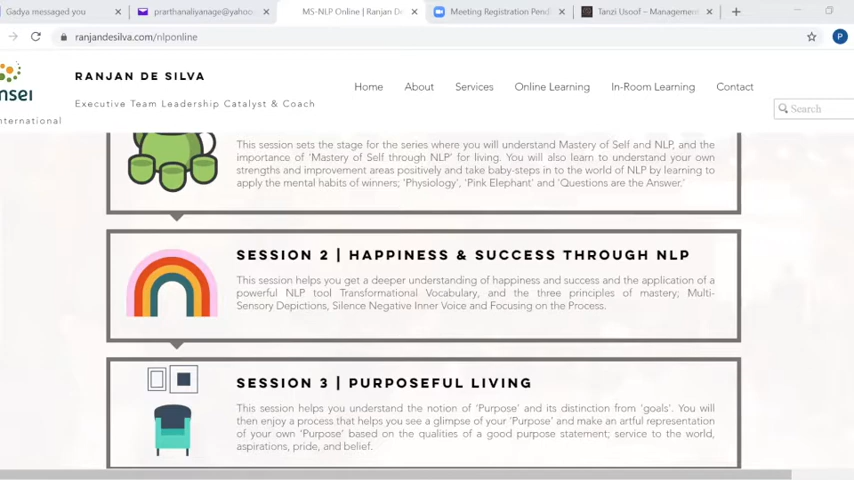 Gadya messaged you
prarthanaliyanage@yahoo
MS-NLP Online | Ranjan De
Meeting Registration Pend
Tanzi Usoof – Management
ranjandesilva.com/nlponline
P
nsei
nternational
RANJAN DE SILVA
Executive Team Leadership Catalyst & Coach
Home About Services Online Learning In-Room Learning Contact
Search
This session sets the stage for the series where you will understand Mastery of Self and NLP, and the
importance of 'Mastery of Self through NLP' for living. You will also learn to understand your own
strengths and improvement areas positively and take baby-steps in to the world of NLP by learning to
apply the mental habits of winners; 'Physiology', 'Pink Elephant' and 'Questions are the Answer.'
SESSION 2 | HAPPINESS & SUCCESS THROUGH NLP
This session helps you get a deeper understanding of happiness and success and the application of a
powerful NLP tool Transformational Vocabulary, and the three principles of mastery; Multi-
Sensory Depictions, Silence Negative Inner Voice and Focusing on the Process.
SESSION 3 | PURPOSEFUL LIVING
This session helps you understand the notion of 'Purpose' and its distinction from 'goals'. You will
then enjoy a process that helps you see a glimpse of your 'Purpose' and make an artful representation
of your own 'Purpose' based on the qualities of a good purpose statement; service to the world,
aspirations, pride, and belief.